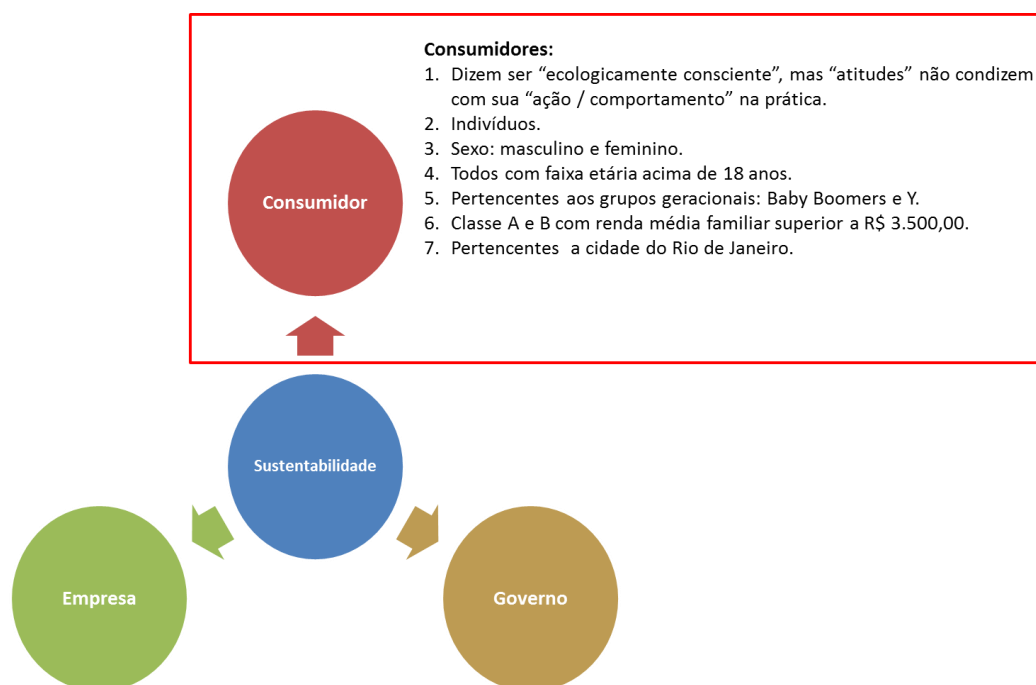 Consumidores:
1. Dizem ser “ecologicamente consciente”, mas “atitudes” não condizem
com sua “ação / comportamento” na prática.
2. Indivíduos.
3. Sexo: masculino e feminino.
4. Todos com faixa etária acima de 18 anos.
5. Pertencentes aos grupos geracionais: Baby Boomers e Y.
6. Classe A e B com renda média familiar superior a R$ 3.500,00.
7. Pertencentes a cidade do Rio de Janeiro.
Consumidor
Sustentabilidade
Empresa
Governo